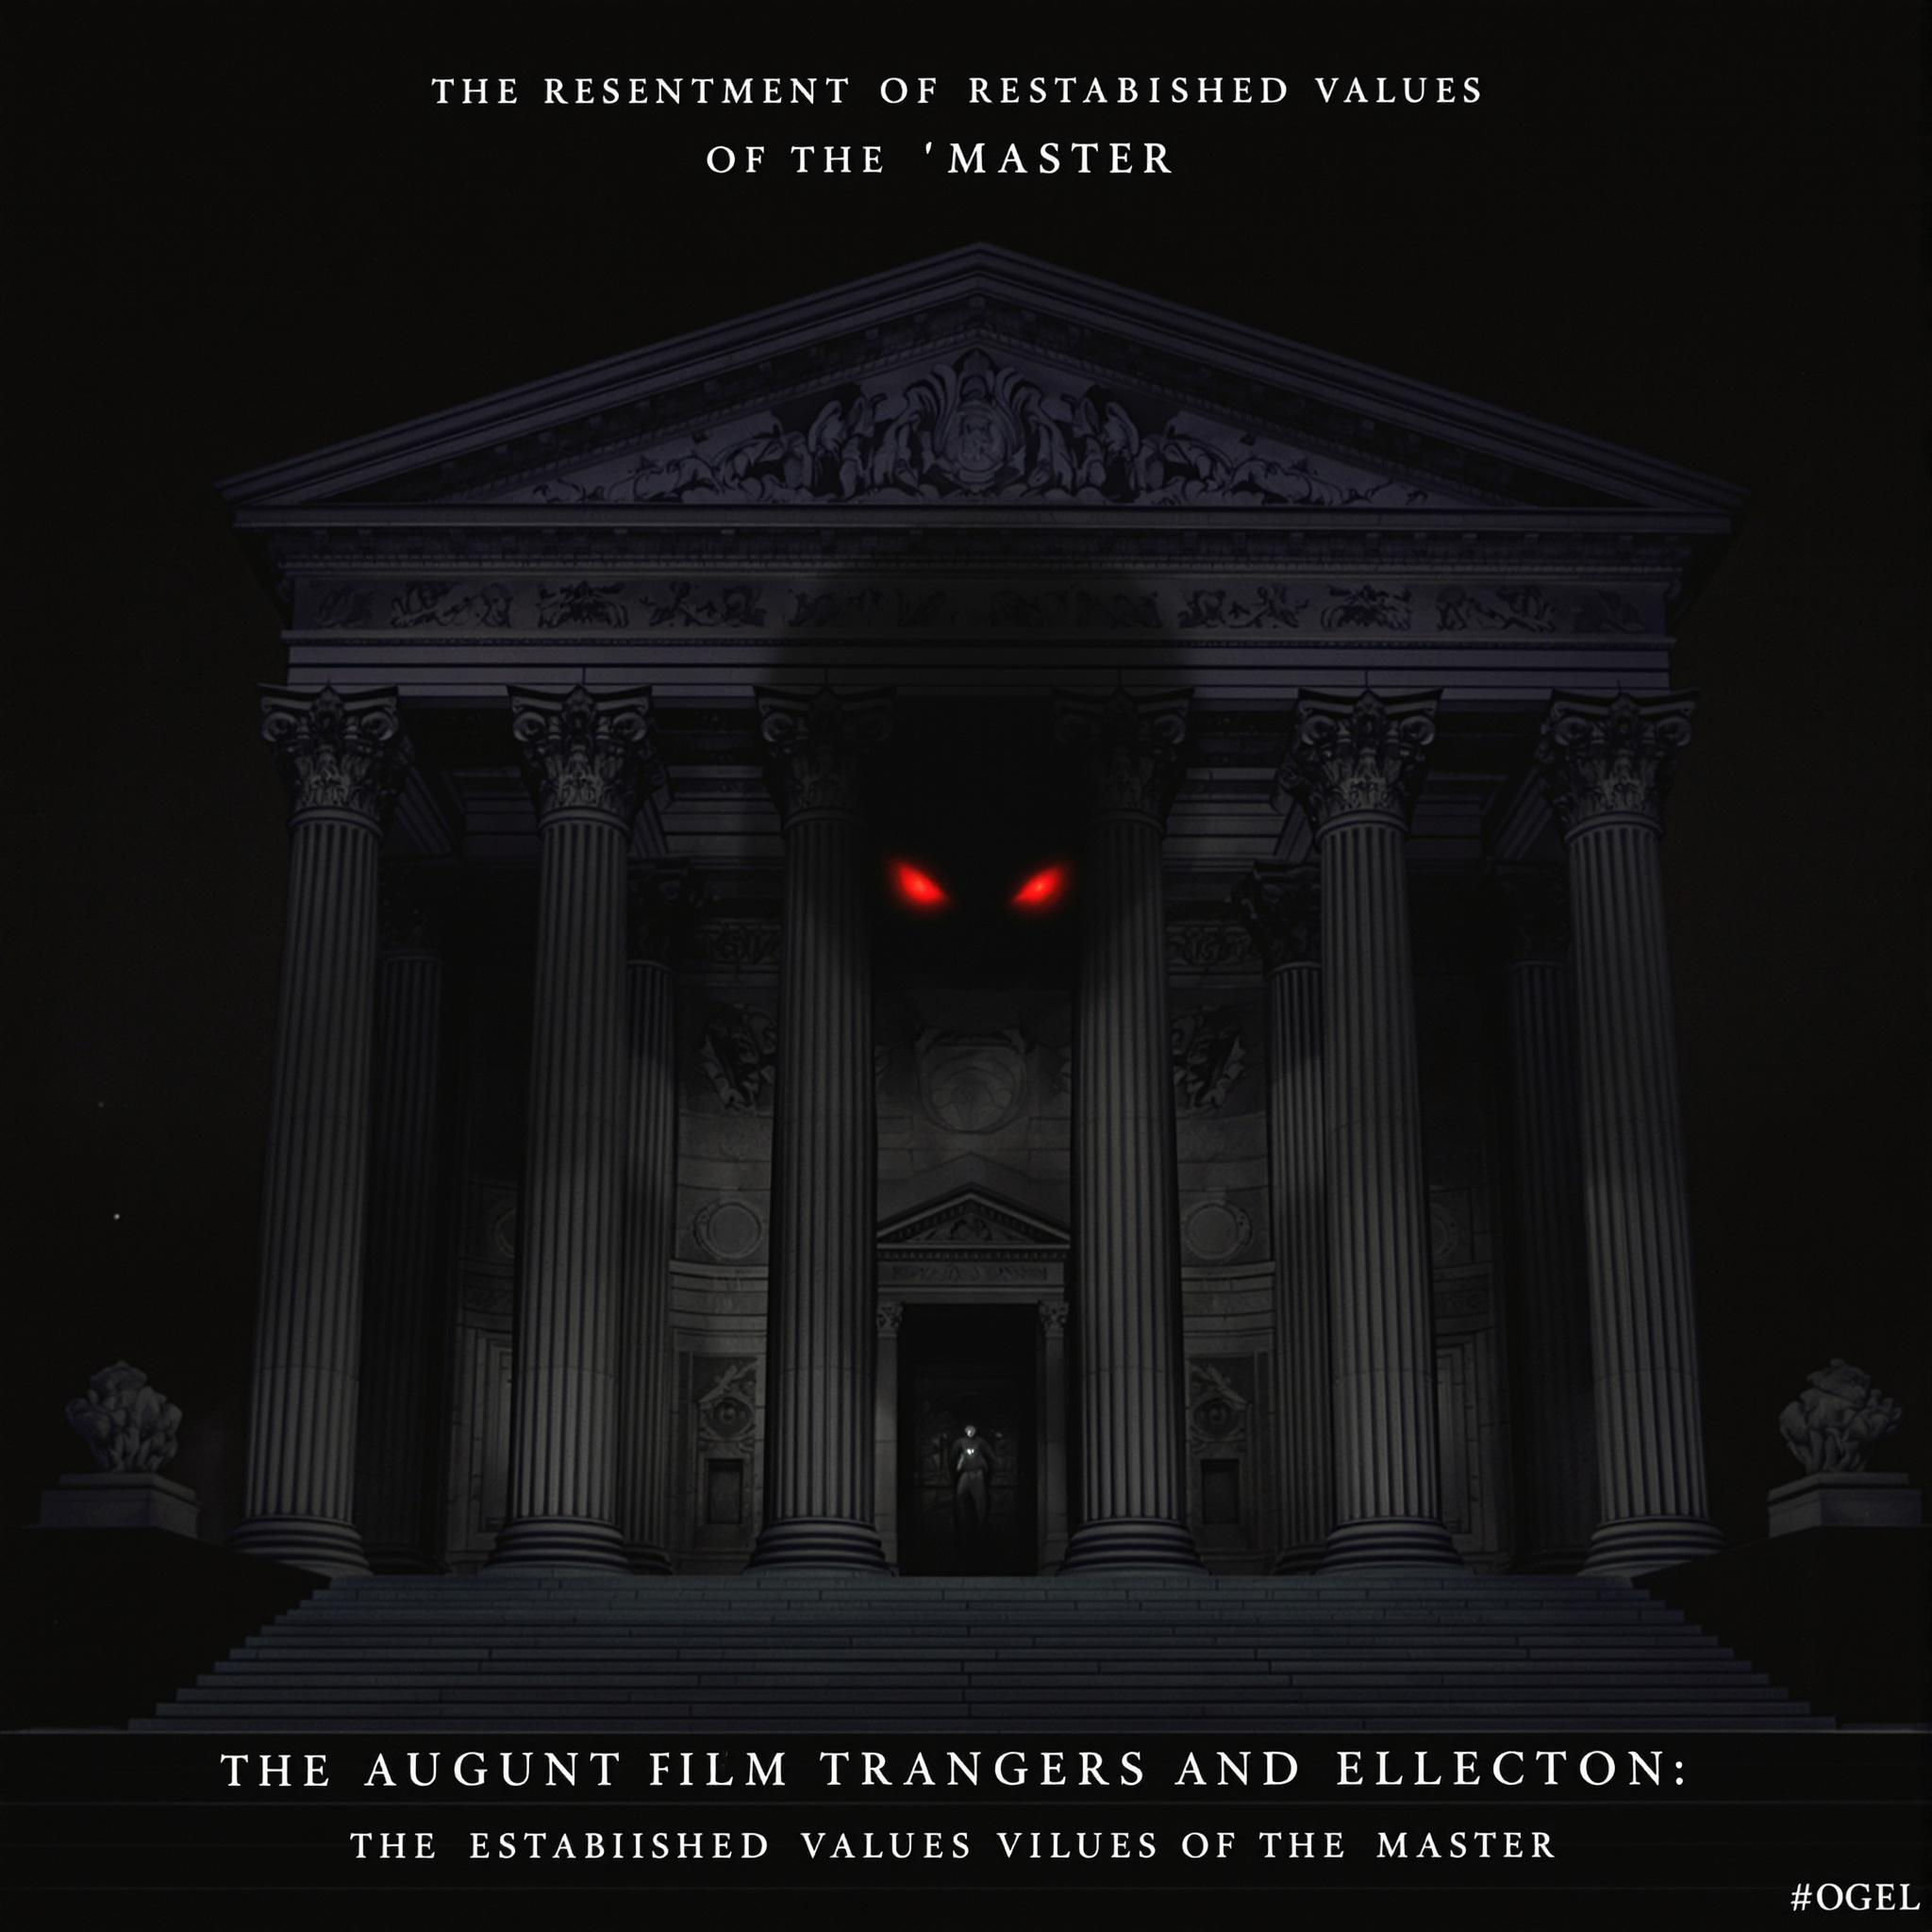 THE RESENTMENT OF RESTABISHED VALUES
OF THE 'MASTER
THE AUGUNT FILM TRANGERS AND ELLECTON:
THE ESTABIISHED VALUES VILUES OF THE MASTER
#OGEL